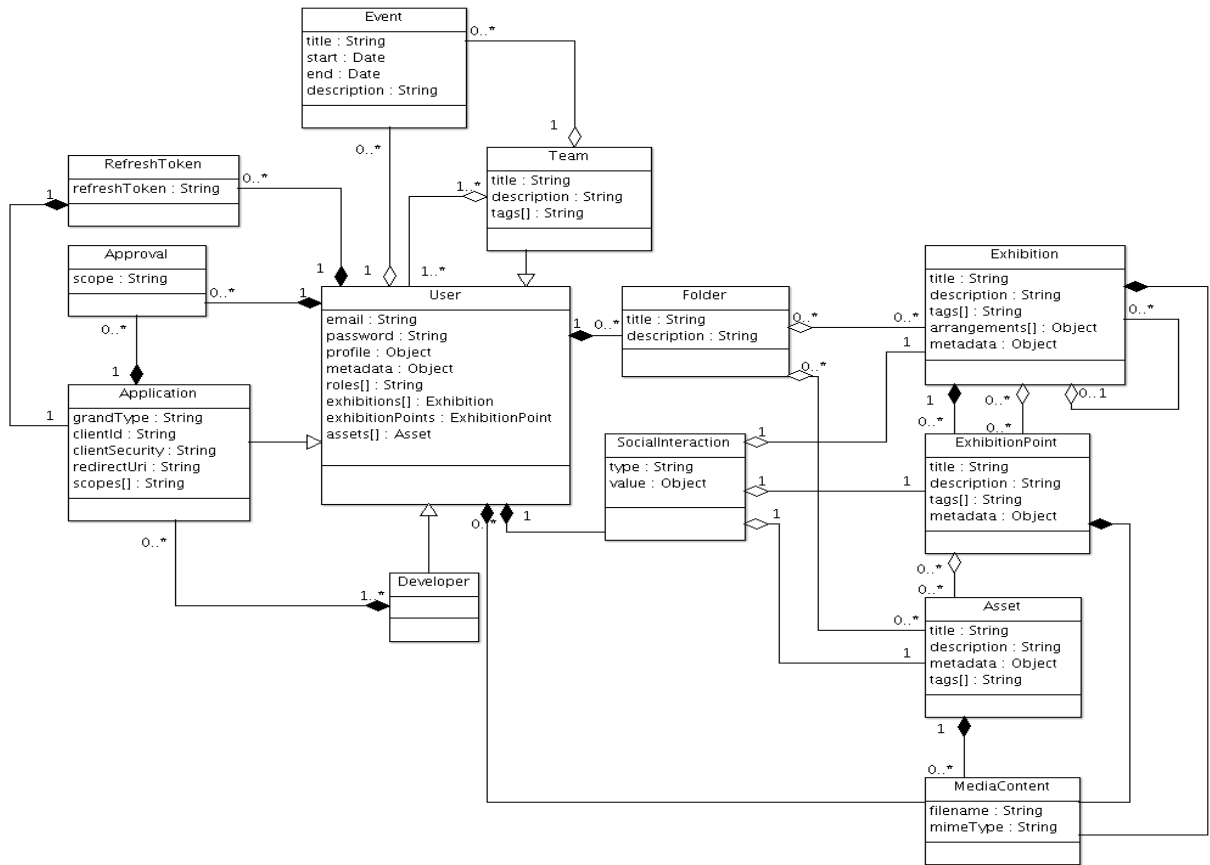 Event
title : String
start : Date
end : Date
description : String
0..*
1
0..*
Team
title : String
description : String
tags[] : String
1..*
1..*
RefreshToken
refreshToken : String
0..*
1
1
1
Approval
scope : String
0..*
1
0..*
1
Application
grandType : String
clientId : String
clientSecurity : String
redirectUri : String
scopes[] : String
1
0..*
User
email : String
password : String
profile : Object
metadata : Object
roles[] : String
exhibitions[] : Exhibition
exhibitionPoints : ExhibitionPoint
assets[] : Asset
1
0..*
0..*
1
Developer
1..*
Folder
title : String
description : String
0..*
0..*
0..*
SocialInteraction
type : String
value : Object
1
1
1
1
1
0..*
1
Exhibition
title : String
description : String
tags[] : String
arrangements[] : Object
metadata : Object
0..*
0..1
1
0..*
0..*
0..*
ExhibitionPoint
title : String
description : String
tags[] : String
metadata : Object
0..*
0..*
Asset
title : String
description : String
metadata : Object
tags[] : String
1
0..*
MediaContent
filename : String
mimeType : String